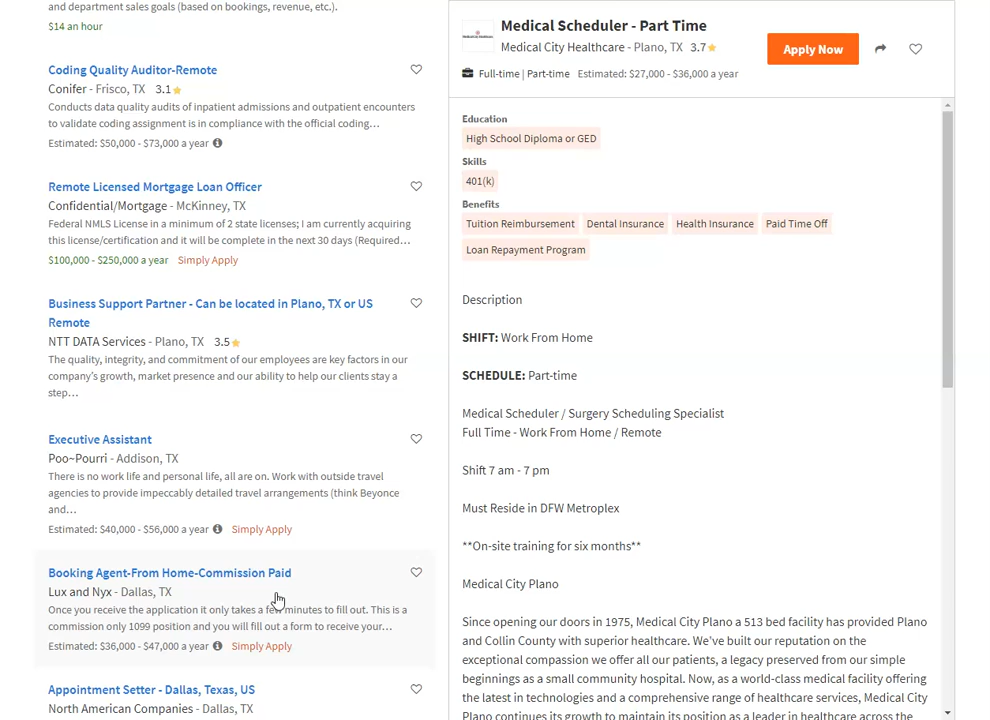 and department sales goals (based on bookings, revenue, etc.).
$14 an hour
Coding Quality Auditor-Remote
Conifer - Frisco, TX 3.1
Conducts data quality audits of inpatient admissions and outpatient encounters
to validate coding assignment is in compliance with the official coding…
Estimated: $50,000 - $73,000 a year
Remote Licensed Mortgage Loan Officer
Confidential/Mortgage - McKinney, TX
Federal NMLS License in a minimum of 2 state licenses; I am currently acquiring
this license/certification and it will be complete in the next 30 days (Required…
$100,000 - $250,000 a year Simply Apply
Business Support Partner - Can be located in Plano, TX or US
Remote
NTT DATA Services - Plano, TX 3.5
The quality, integrity, and commitment of our employees are key factors in our
company’s growth, market presence and our ability to help our clients stay a
step…
Executive Assistant
Poo~Pourri - Addison, TX
There is no work life and personal life, all are on. Work with outside travel
agencies to provide impeccably detailed travel arrangements (think Beyonce
and…
Estimated: $40,000 - $56,000 a year Simply Apply
Booking Agent-From Home-Commission Paid
Lux and Nyx - Dallas, TX
Once you receive the application it only takes a few minutes to fill out. This is a
commission only 1099 position and you will fill out a form to receive your…
Estimated: $36,000 - $47,000 a year Simply Apply
Appointment Setter - Dallas, Texas, US
North American Companies - Dallas, TX
Medical Scheduler - Part Time
Medical City Healthcare - Plano, TX 3.7
Apply Now
Full-time | Part-time Estimated: $27,000 - $36,000 a year
Education
High School Diploma or GED
Skills
401(k)
Benefits
Tuition Reimbursement Dental Insurance Health Insurance Paid Time Off
Loan Repayment Program
Description
SHIFT: Work From Home
SCHEDULE: Part-time
Medical Scheduler / Surgery Scheduling Specialist
Full Time - Work From Home / Remote
Shift 7 am - 7 pm
Must Reside in DFW Metroplex
**On-site training for six months**
Medical City Plano
Since opening our doors in 1975, Medical City Plano a 513 bed facility has provided Plano
and Collin County with superior healthcare. We've built our reputation on the
exceptional compassion we offer all our patients, a legacy preserved from our simple
beginnings as a small community hospital. Now, as a world-class medical facility offering
the latest in technologies and a comprehensive range of healthcare services, Medical City
Plano continues its growth to maintain its position as a leader in healthcare across the